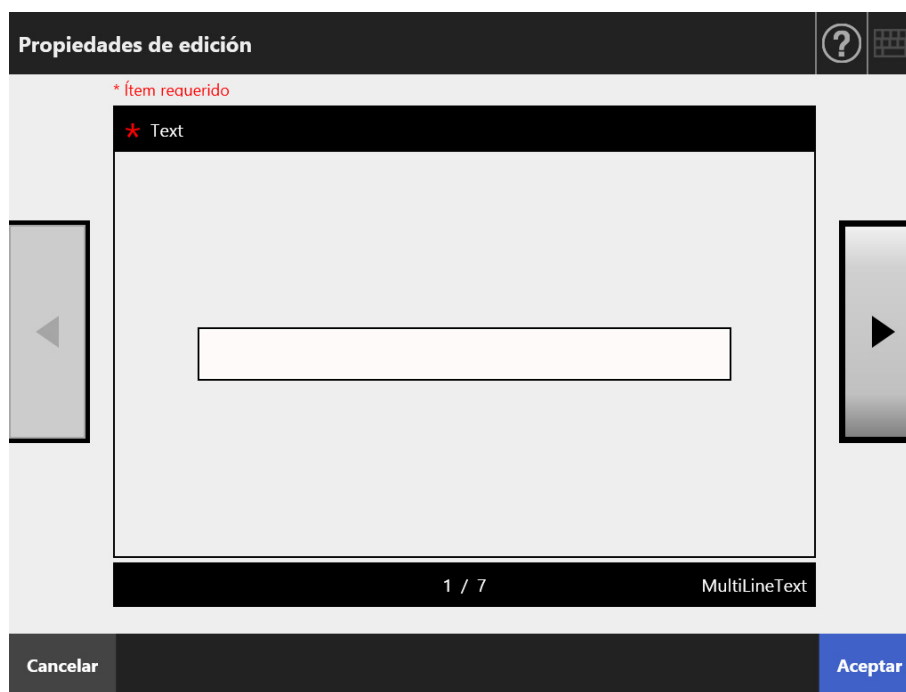 Propiedades de edición
* Ítem requerido
* Text
1 / 7 MultiLineText
Cancelar Aceptar